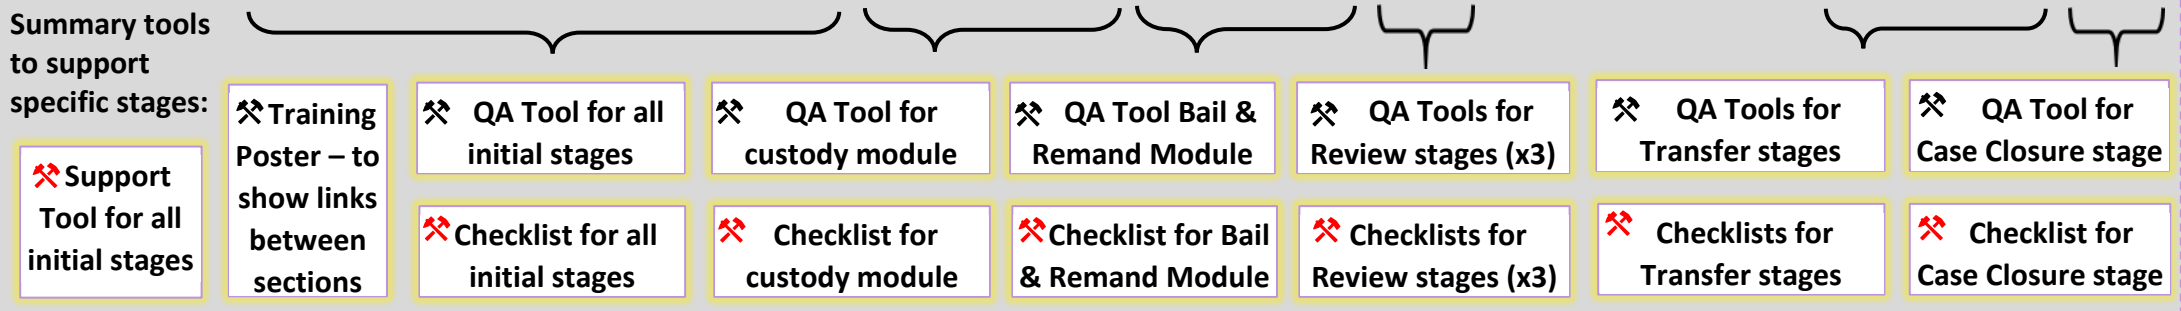 Summary tools
to support
specific stages:
⚒ Support
Tool for all
initial stages
⚒ Training
Poster – to
show links
between
sections
⚒ QA Tool for all
initial stages
⚒ Checklist for all
initial stages
⚒ QA Tool for
custody module
⚒ Checklist for
custody module
⚒ QA Tool Bail &
Remand Module
⚒ Checklist for Bail
& Remand Module
⚒ QA Tools for
Review stages (x3)
⚒ Checklists for
Review stages (x3)
⚒ QA Tools for
Transfer stages
⚒ Checklists for
Transfer stages
⚒ QA Tool for
Case Closure stage
⚒ Checklist for
Case Closure stage